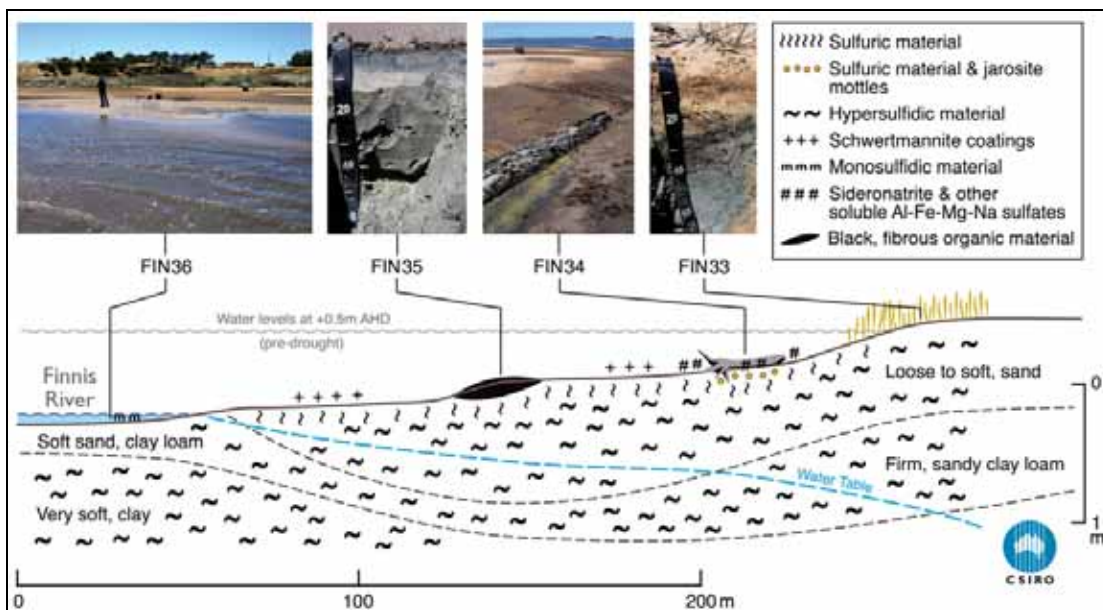 Sulfuric material
Sulfuric material & jarosite
mottles
Hypersulfidic material
+++ Schwertmannite coatings
mmm Monosulfidic material
### Sideronatrite & other
soluble Al-Fe-Mg-Na sulfates
Black, fibrous organic material
FIN36
FIN35
FIN34
FIN33
Water levels at +0.5m AHD
(pre-drought)
Finnis
River
Loose to soft, sand
0
Soft sand, clay loam
Firm, sandy clay loam
Water Table
Very soft, clay
1
m
CSIRO
0
100
200 m
20
20